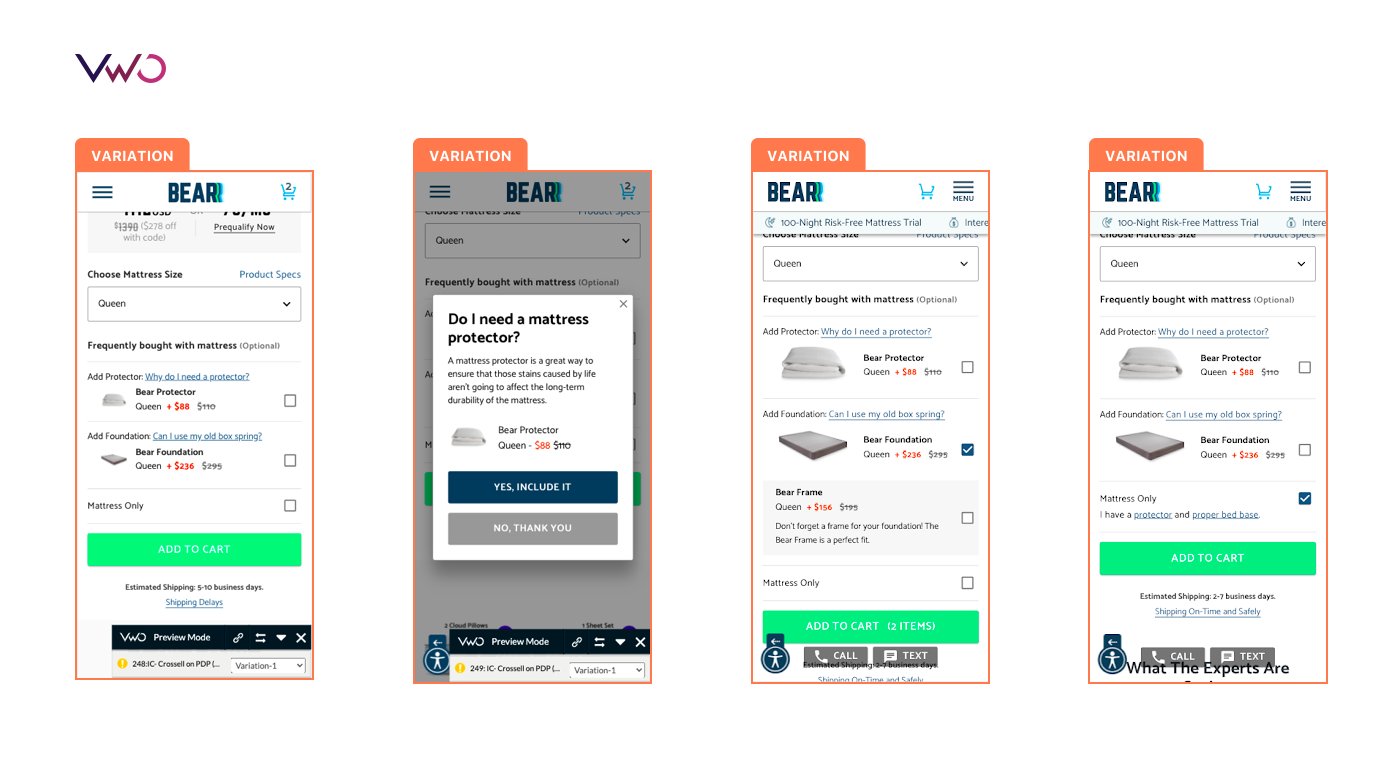 VWO
VARIATION
BEAR
2
$1390 ($278 off
with code)
Prequalify Now
Choose Mattress Size
Product Specs
Queen
Frequently bought with mattress (Optional)
Add Protector: Why do I need a protector?
Bear Protector
Queen + $88 $110
Add Foundation: Can I use my old box spring?
Bear Foundation
Queen + $236 $295
Mattress Only
ADD TO CART
Estimated Shipping: 5-10 business days.
Shipping Delays
VWO Preview Mode
248:IC- Crossell on PDP (...
Variation-1
VARIATION
BEAR
2
Choose Mattress Size
Product Specs
Queen
Frequently bought with mattress (Optional)
Do I need a mattress
protector?
A mattress protector is a great way to
ensure that those stains caused by life
aren't going to affect the long-term
durability of the mattress.
Bear Protector
Queen - $88 $110
YES, INCLUDE IT
NO, THANK YOU
2 Cloud Pillows
1 Sheet Set
VWO Preview Mode
249: IC- Crossell on PDP (...
Variation-1
VARIATION
BEAR
MENU
100-Night Risk-Free Mattress Trial
Intere
Choose Mattress Size
Product Specs
Queen
Frequently bought with mattress (Optional)
Add Protector: Why do I need a protector?
Bear Protector
Queen + $88 $110
Add Foundation: Can I use my old box spring?
Bear Foundation
Queen + $236 $295
Bear Frame
Queen + $156 $195
Don't forget a frame for your foundation! The
Bear Frame is a perfect fit.
Mattress Only
ADD TO CART (2 ITEMS)
CALL
TEXT
Estimated Shipping: 2-7 business days.
Shipping On-Time and Safely
VARIATION
BEAR
MENU
100-Night Risk-Free Mattress Trial
Intere
Choose Mattress Size
Product Specs
Queen
Frequently bought with mattress (Optional)
Add Protector: Why do I need a protector?
Bear Protector
Queen + $88 $110
Add Foundation: Can I use my old box spring?
Bear Foundation
Queen + $236 $295
Mattress Only
I have a protector and proper bed base.
ADD TO CART
Estimated Shipping: 2-7 business days.
Shipping On-Time and Safely
CALL
TEXT
What The Experts Are